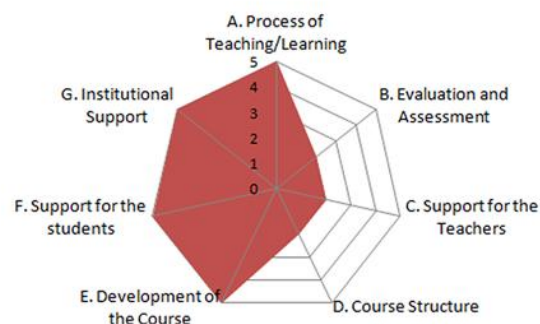 A. Process of
Teaching/Learning
B. Evaluation and
Assessment
C. Support for the
Teachers
D. Course Structure
E. Development of
the Course
F. Support for the
students
G. Institutional
Support
5
4
3
2
1
0